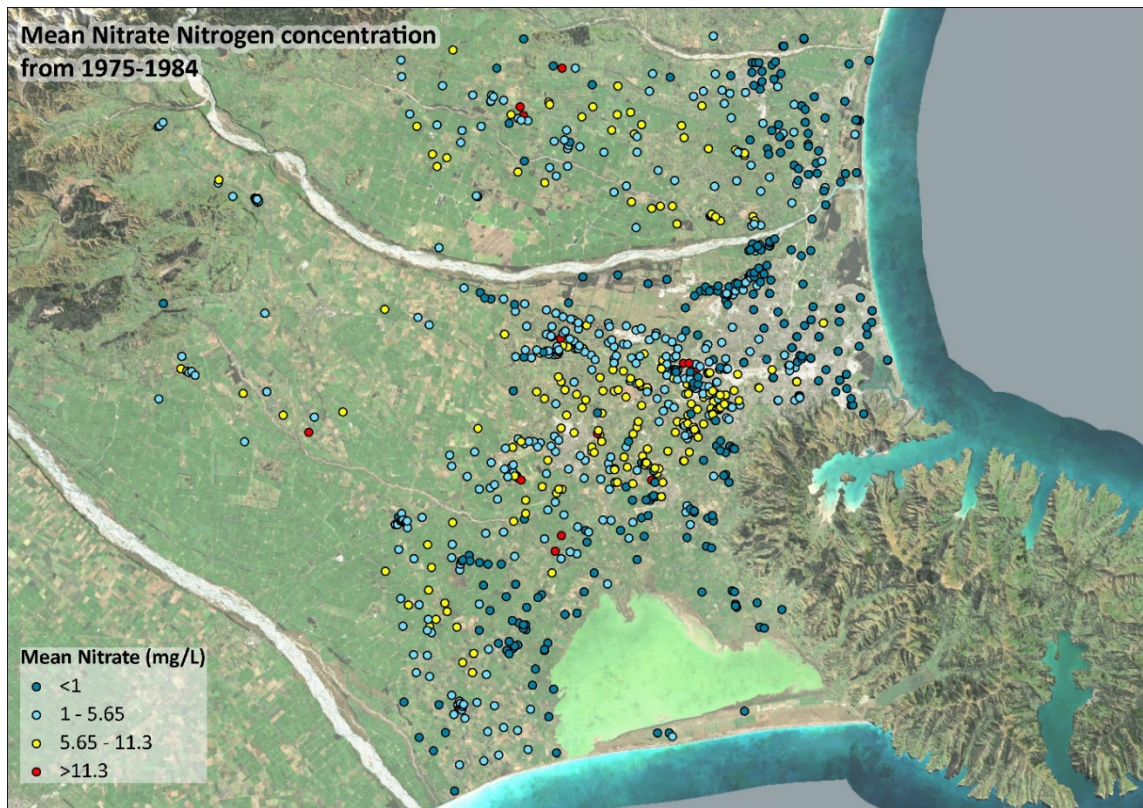 Mean Nitrate Nitrogen concentration
from 1975-1984
Mean Nitrate (mg/L)
<1
1 - 5.65
5.65 - 11.3
>11.3